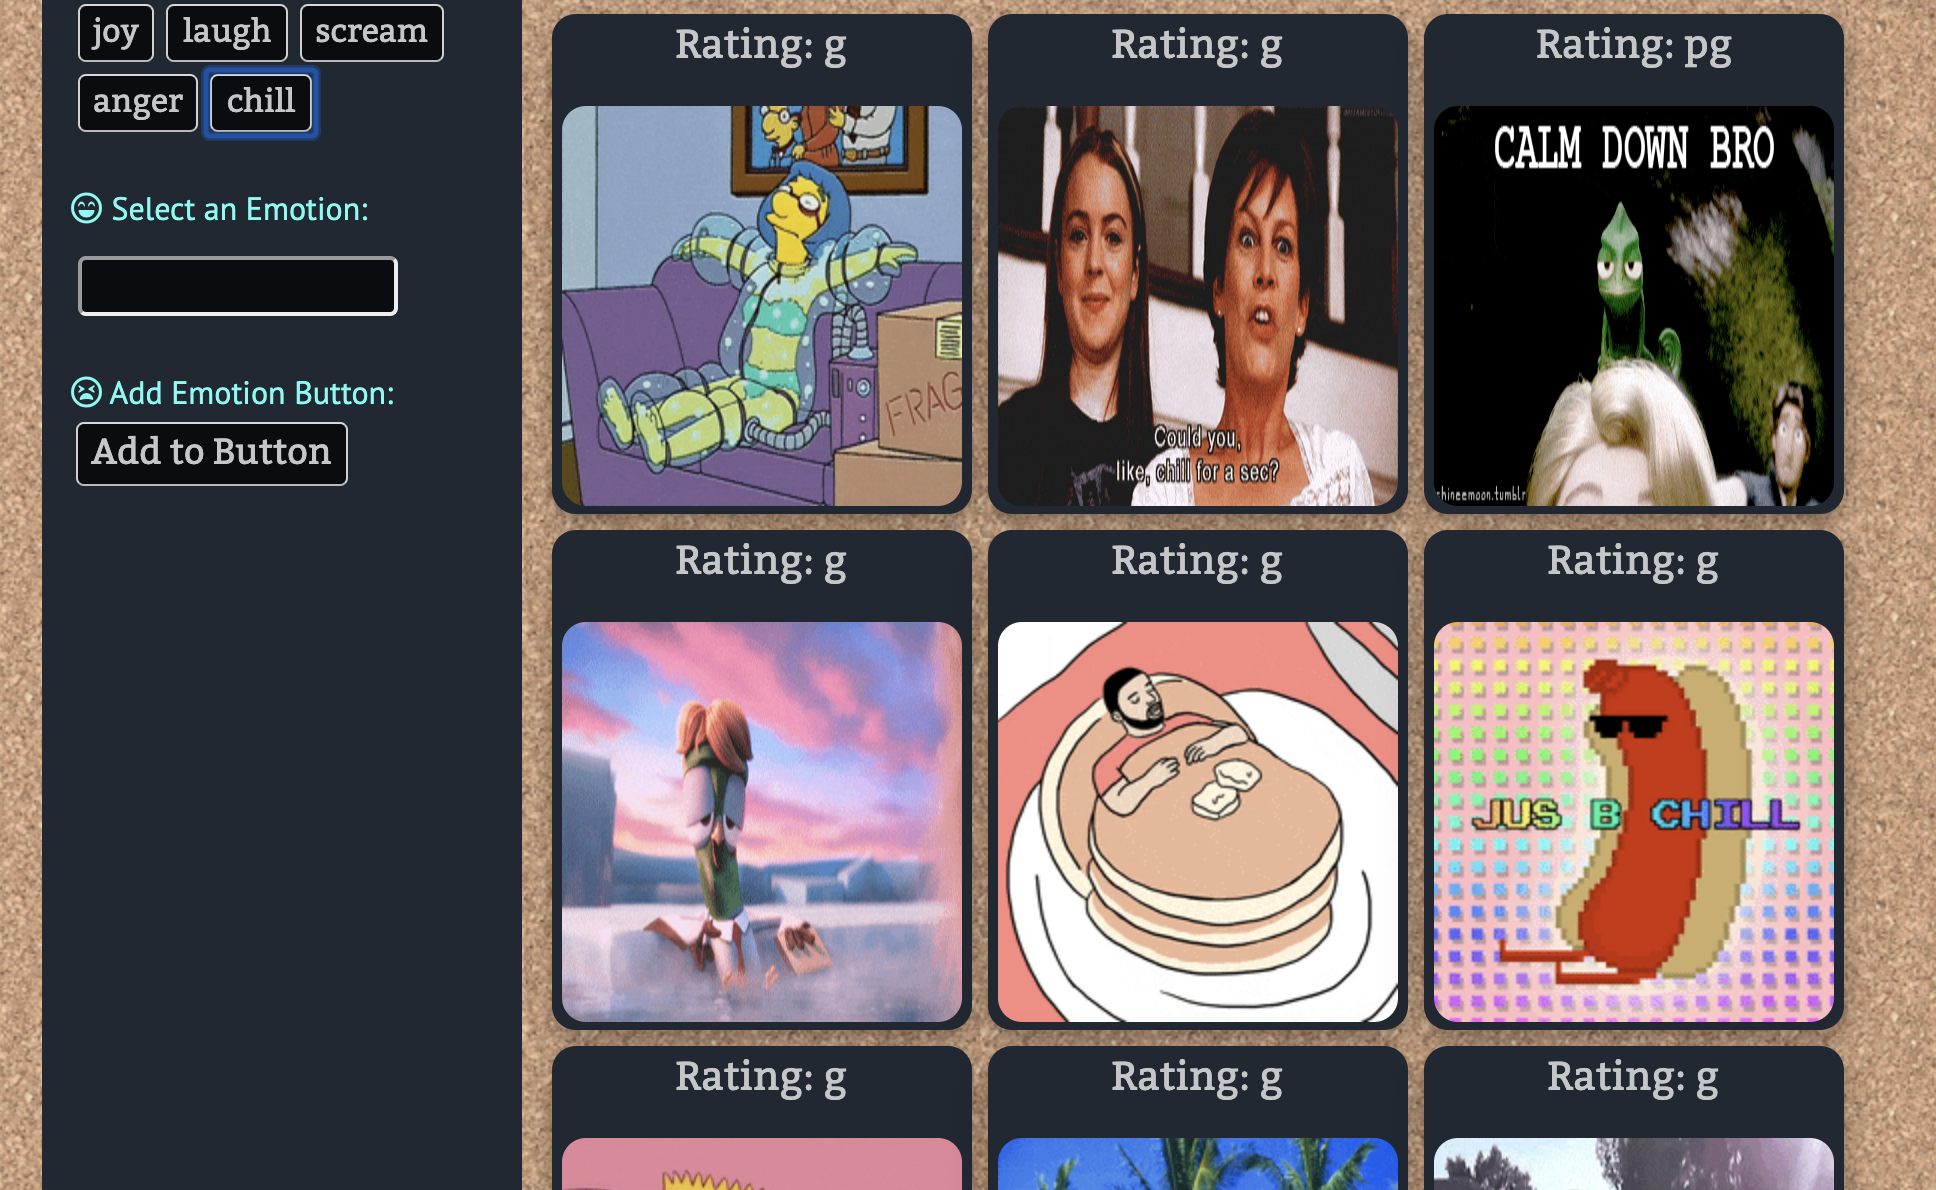 joy
laugh
scream
anger
chill
Select an Emotion:
Add Emotion Button:
Add to Button
Rating: g
FRAG
Rating: g
Could you,
like, chill for a sec?
Rating: pg
CALM DOWN BRO
shineemoon.tumblr
Rating: g
Rating: g
Rating: g
JUS B CHILL
Rating: g
Rating: g
Rating: g